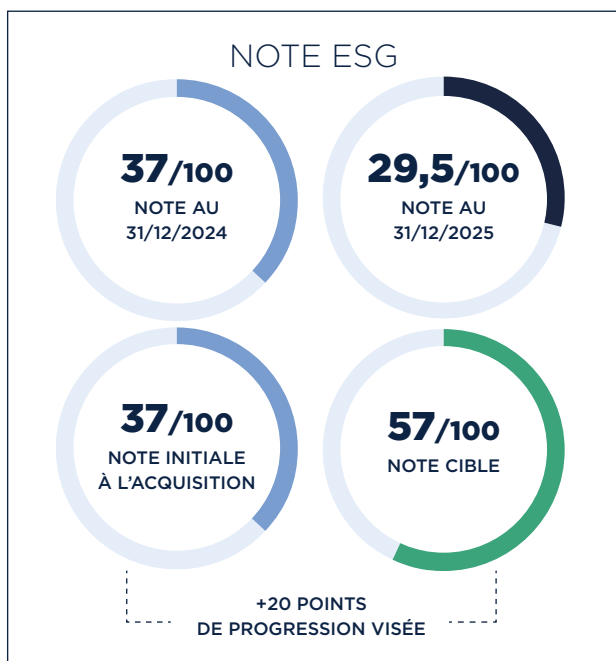 NOTE ESG
37/100
NOTE AU
31/12/2024
29,5/100
NOTE AU
31/12/2025
37/100
NOTE INITIALE
À L’ACQUISITION
57/100
NOTE CIBLE
+20 POINTS
DE PROGRESSION VISÉE